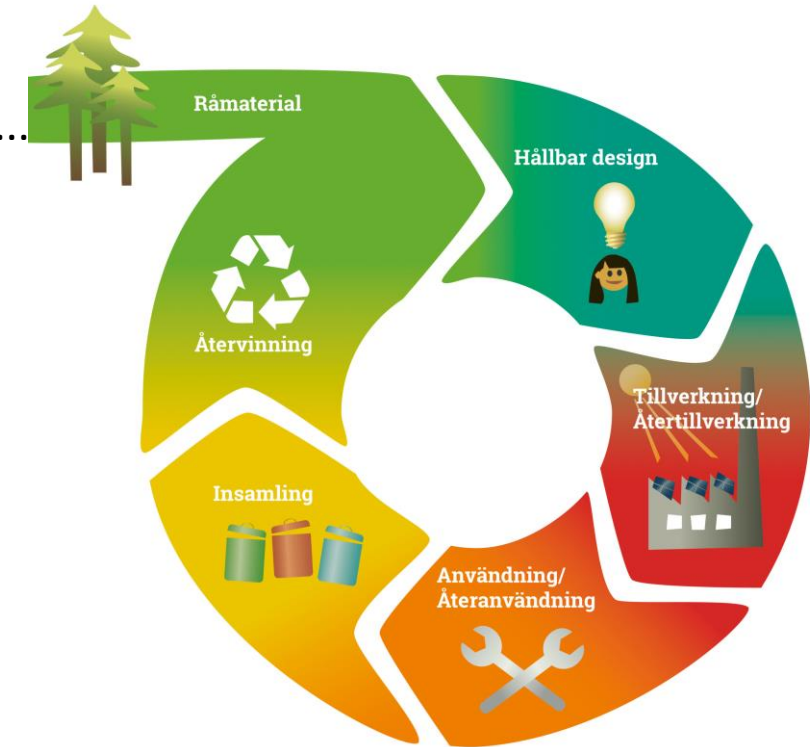 Råmaterial
...
Hållbar design
Tillverkning/
Återtillverkning
Användning/
Återanvändning
Insamling
Återvinning